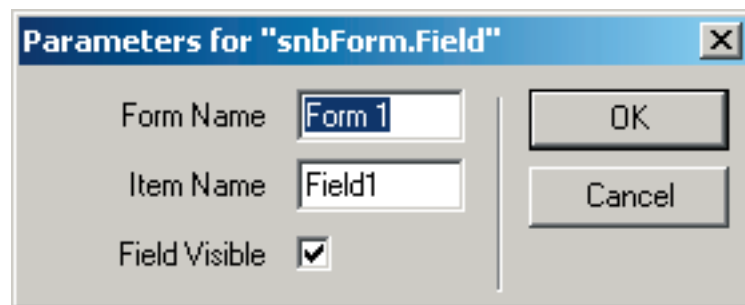 Parameters for "snbForm.Field"
Form Name Form 1
OK
Item Name Field1
Cancel
Field Visible